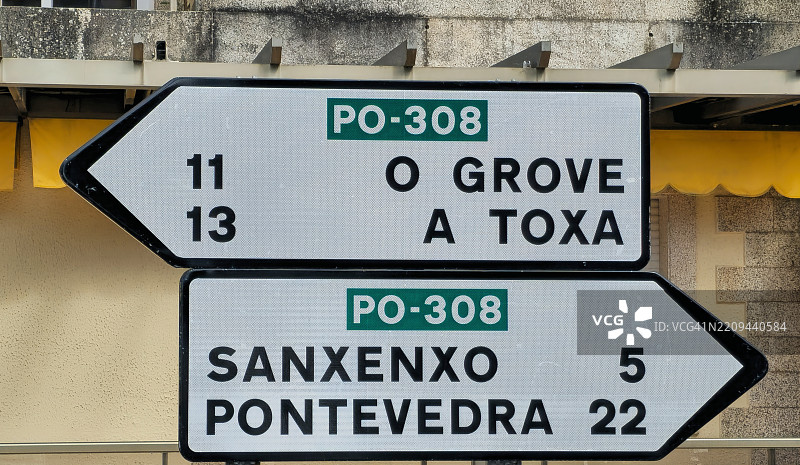 PO-308
11 O GROVE
13 A TOXA
PO-308
VCG ID: VCG41N2209440584
SANXENXO 5
PONTEVEDRA 22